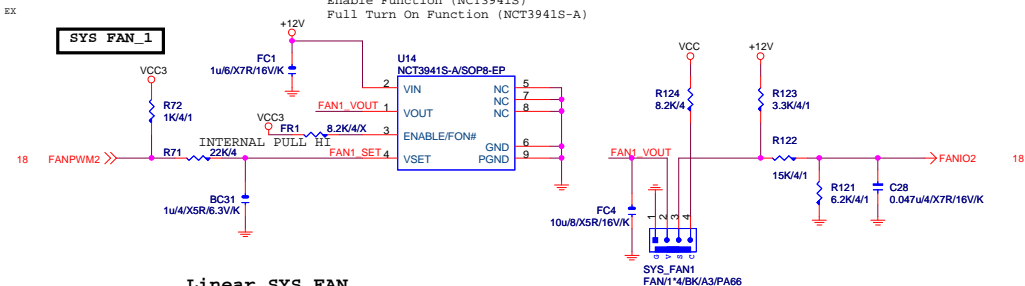 Enable Function (NCT3941S)
Full Turn On Function (NCT3941S-A)
EX
SYS FAN_1
+12V
FC1
1u/6/X7R/16V/K
U14
NCT3941S-A/SOP8-EP
2
VIN
1
VOUT
3
ENABLE/FON#
4
VSET
NC
5
NC
7
NC
8
GND
6
PGND
9
FAN1_VOUT
VCC3
FR1
8.2K/4/X
INTERNAL PULL HI
FAN1_SET
VCC3
R72
1K/4/1
18
FANPWM2
R71
22K/4
BC31
1u/4/X5R/6.3V/K
VCC
R124
8.2K/4
+12V
R123
3.3K/4/1
R122
15K/4/1
FAN1_VOUT
FANIO2
18
R121
6.2K/4/1
C28
0.047u/4/X7R/16V/K
FC4
10u/8/X5R/16V/K
1
2
3
4
G
V
S
C
SYS_FAN1
FAN/1*4/BK/A3/PA66
Linear SYS FAN